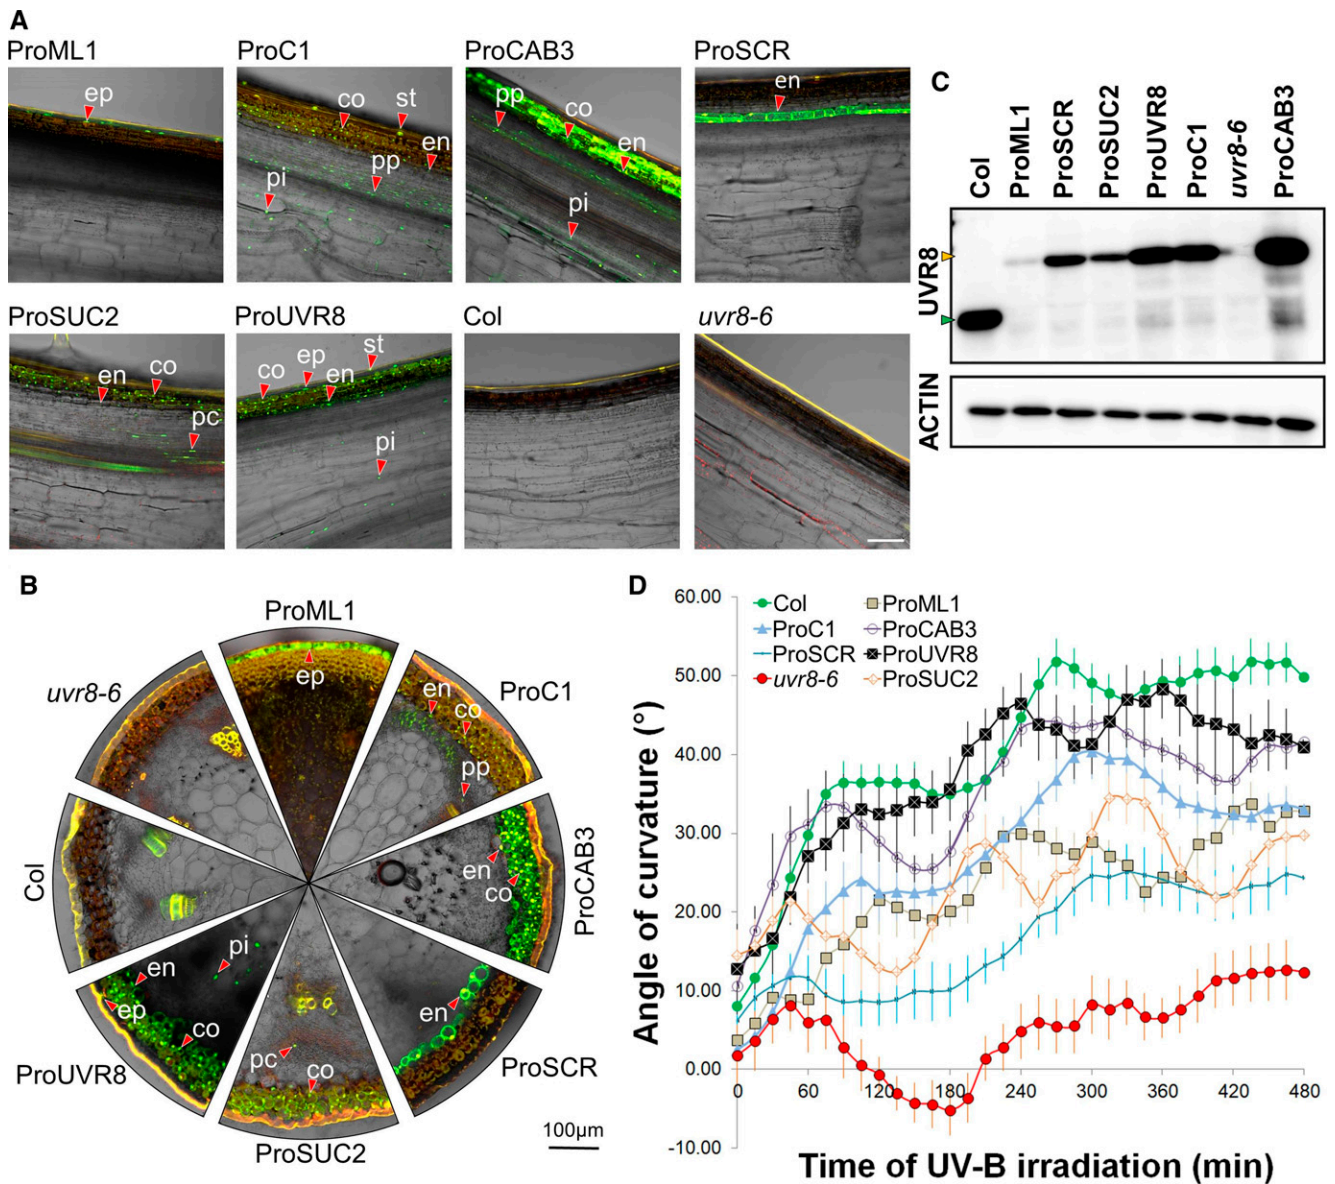 A
ProML1
ProC1
ProCAB3
ProSCR
ep
co
st
en
pp
pi
pp
co
en
pi
en
ProSUC2
ProUVR8
Col
uvr8-6
en
co
pc
co
ep
en
st
pi
C
Col
ProML1
ProSCR
ProSUC2
ProUVR8
ProC1
uvr8-6
ProCAB3
UVR8
ACTIN
B
ProML1
ProC1
ProCAB3
ProSCR
ProSUC2
ProUVR8
Col
uvr8-6
ep
en
co
pp
en
co
en
co
pc
pi
en
ep
co
100µm
D
60.00
50.00
40.00
30.00
20.00
10.00
0.00
-10.00
Angle of curvature (°)
Col
ProML1
ProC1
ProCAB3
ProSCR
ProUVR8
uvr8-6
ProSUC2
0 60 120 180 240 300 360 420 480
Time of UV-B irradiation (min)